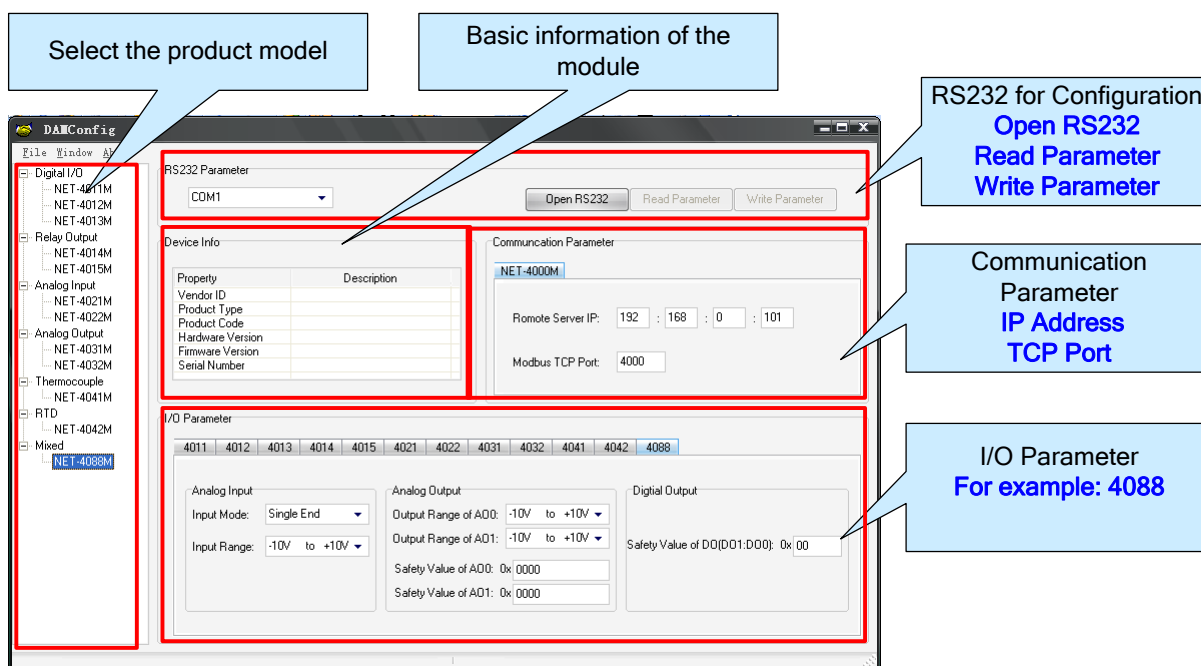 Select the product model
Basic information of the
module
RS232 for Configuration
Open RS232
Read Parameter
Write Parameter
DAMConfig
File Window Ab
Digital I/O
NET-4011M
NET-4012M
NET-4013M
Relay Output
NET-4014M
NET-4015M
Analog Input
NET-4021M
NET-4022M
Analog Output
NET-4031M
NET-4032M
Thermocouple
NET-4041M
RTD
NET-4042M
Mixed
NET-4088M
RS232 Parameter
COM1
Open RS232 Read Parameter Write Parameter
Device Info
Property Description
Vendor ID
Product Type
Product Code
Hardware Version
Firmware Version
Serial Number
Communcation Parameter
NET-4000M
Romote Server IP: 192 : 168 : 0 : 101
Modbus TCP Port: 4000
Communication
Parameter
IP Address
TCP Port
I/O Parameter
4011 4012 4013 4014 4015 4021 4022 4031 4032 4041 4042 4088
Analog Input
Input Mode: Single End
Input Range: -10V to +10V
Analog Output
Output Range of AO0: -10V to +10V
Output Range of AO1: -10V to +10V
Safety Value of AO0: 0x 0000
Safety Value of AO1: 0x 0000
Digtial Output
Safety Value of DO(DO1:DO0): 0x 00
I/O Parameter
For example: 4088